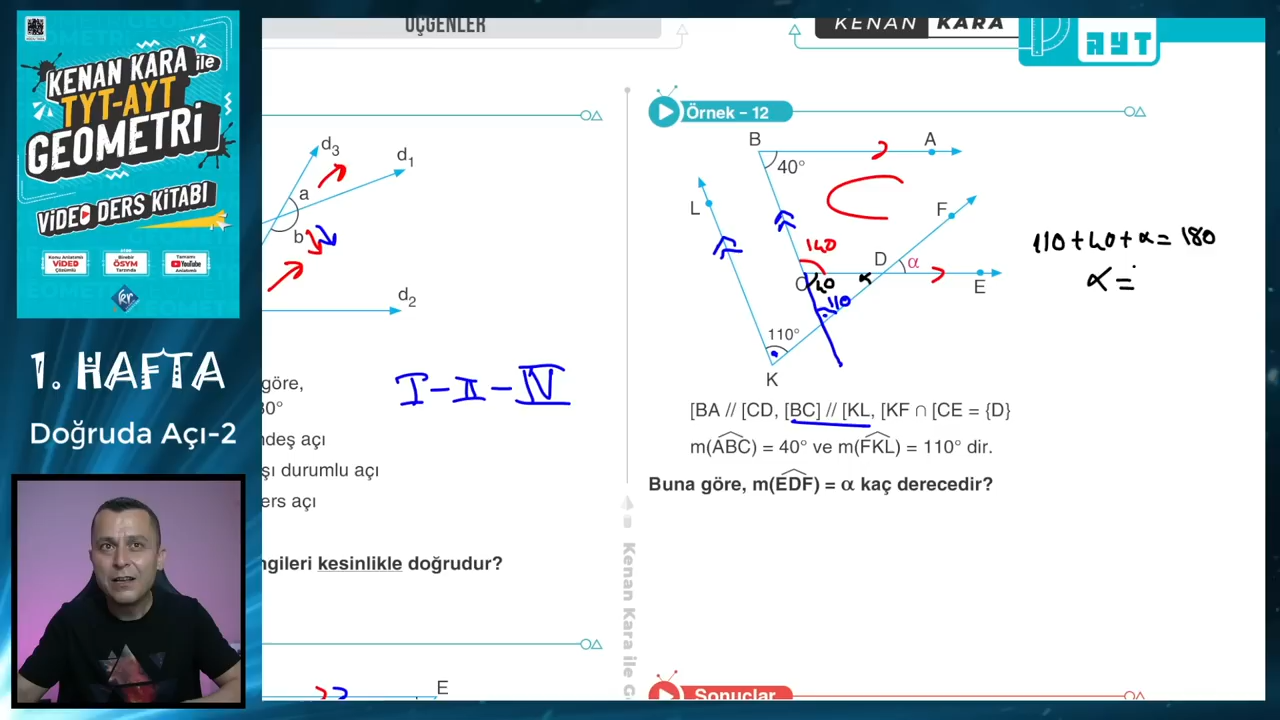 KENAN KARA ile
TYT-AYT
GEOMETRİ
VİDEO DERS KİTABI
1. HAFTA
Doğruda Açı-2
ÜÇGENLER
KENAN KARA
AYT
d3
d1
a
b
d2
göre,
I-II-IV
ndeş açı
şı durumlu açı
ers açı
ngileri kesinlikle doğrudur?
E
Örnek – 12
B
A
40°
L
F
140
D
α
C
40
α
E
110
110°
K
110+40+α=180
α=
[BA // [CD, [BC] // [KL, [KF ∩ [CE = {D}
m(ABC) = 40° ve m(FKL) = 110° dir.
Buna göre, m(EDF) = α kaç derecedir?
Kenan Kara ile G
Sonuçlar